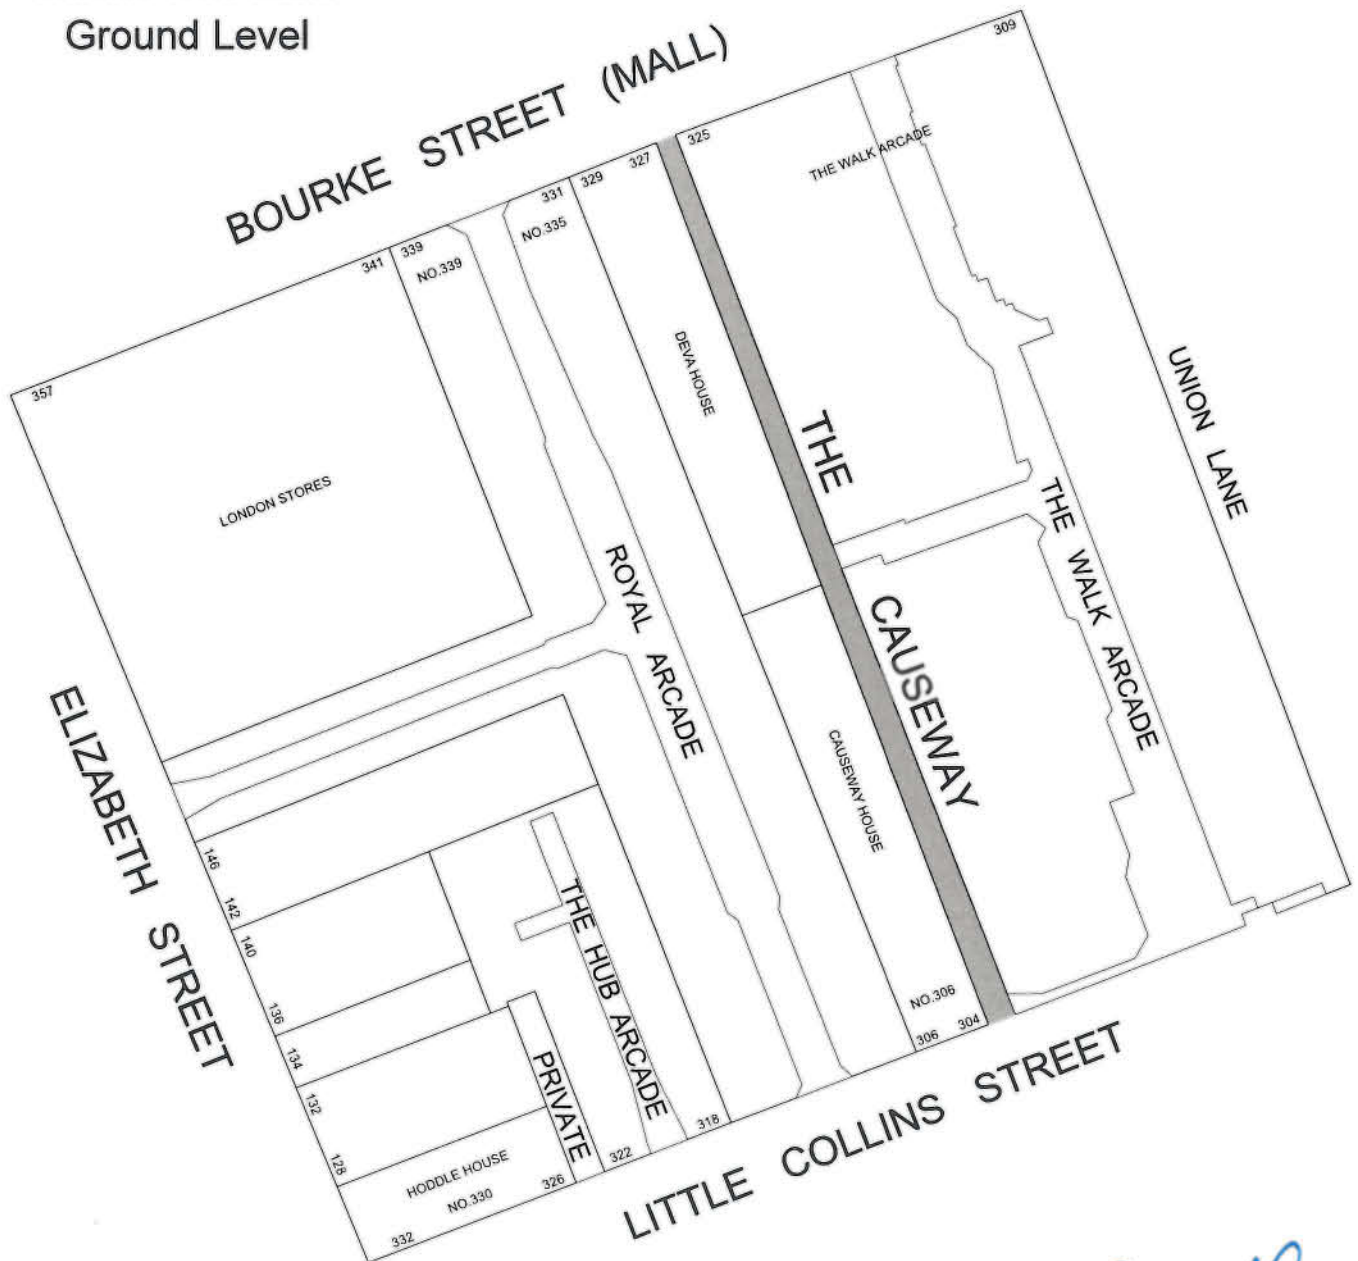 Ground Level
BOURKE STREET (MALL)
309
325
327
329
331
NO.335
339
NO.339
341
357
THE WALK ARCADE
DEVA HOUSE
LONDON STORES
THE CAUSEWAY
UNION LANE
THE WALK ARCADE
ROYAL ARCADE
ELIZABETH STREET
CAUSEWAY HOUSE
146
142
140
136
134
132
128
THE HUB ARCADE
PRIVATE
HODDLE HOUSE
NO.330
332
326
322
318
NO.306
306
304
LITTLE COLLINS STREET